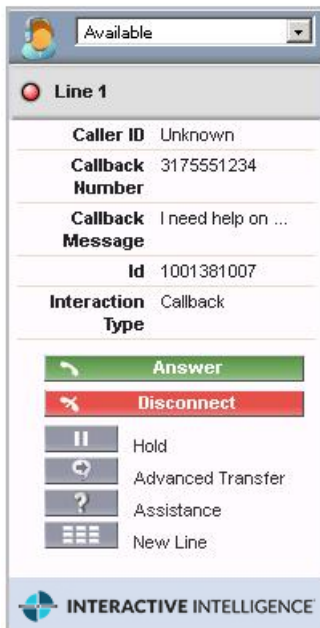 Available
Line 1
Caller ID Unknown
Callback Number 3175551234
Callback Message I need help on ...
Id 1001381007
Interaction Type Callback
Answer
Disconnect
Hold
Advanced Transfer
? Assistance
New Line
INTERACTIVE INTELLIGENCE